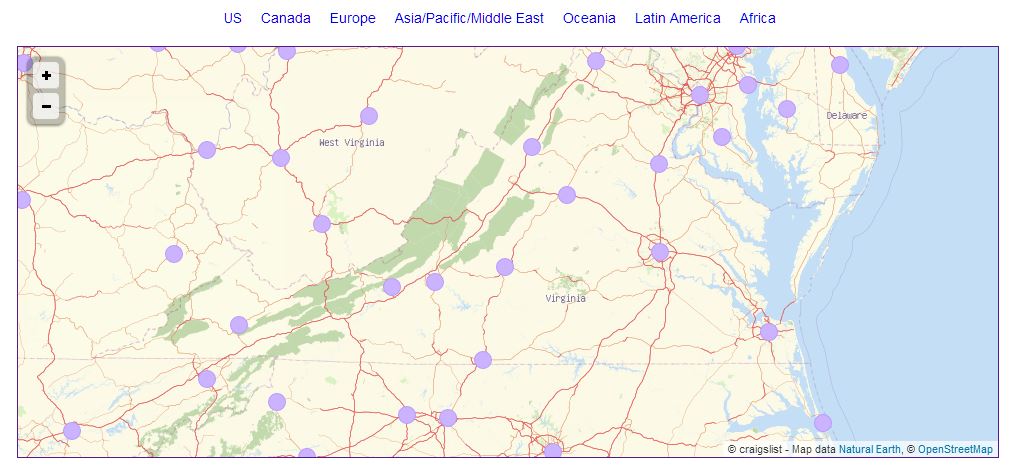 US Canada Europe Asia/Pacific/Middle East Oceania Latin America Africa
+
-
Delaware
West Virginia
Virginia
© craigslist - Map data Natural Earth, © OpenStreetMap